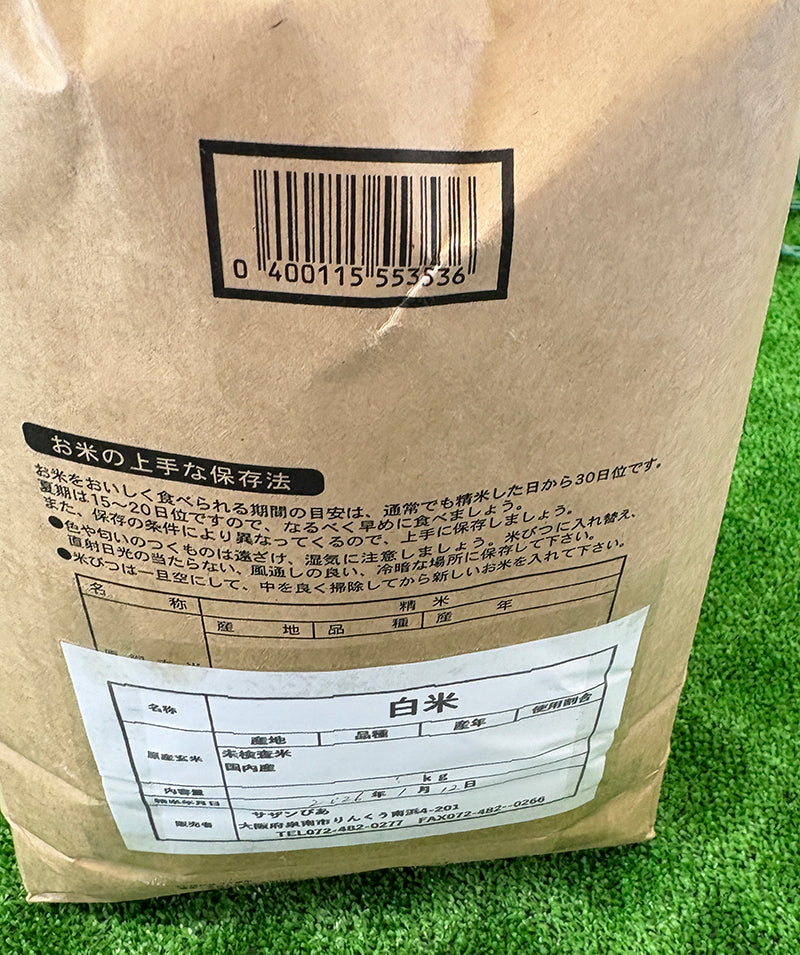 0 400115 553536
お米の上手な保存法
お米をおいしく食べられる期間の目安は、通常でも精米した日から30日位です。
夏期は15〜20日位ですので、なるべく早めに食べましょう。
また、保存の条件により異なってくるので、上手に保存しましょう。
●色や匂いのつくものは遠ざけ、湿気に注意しましょう。米びつに入れ替え、
直射日光の当たらない、風通しの良い、冷暗な場所に保存して下さい。
●米びつは一旦空にして、中を良く掃除してから新しいお米を入れて下さい。
名 称 精 米
産 地 品 種 産 年
名称 白米
産地 品種 産年 使用割合
原産玄米 未検査米
国内産
内容量 kg
精米年月日 2026 年 1 月 12 日
販売者 サザンぴあ
大阪府泉南市りんくう南浜4-201
TEL072-482-0277 FAX072-482--0266